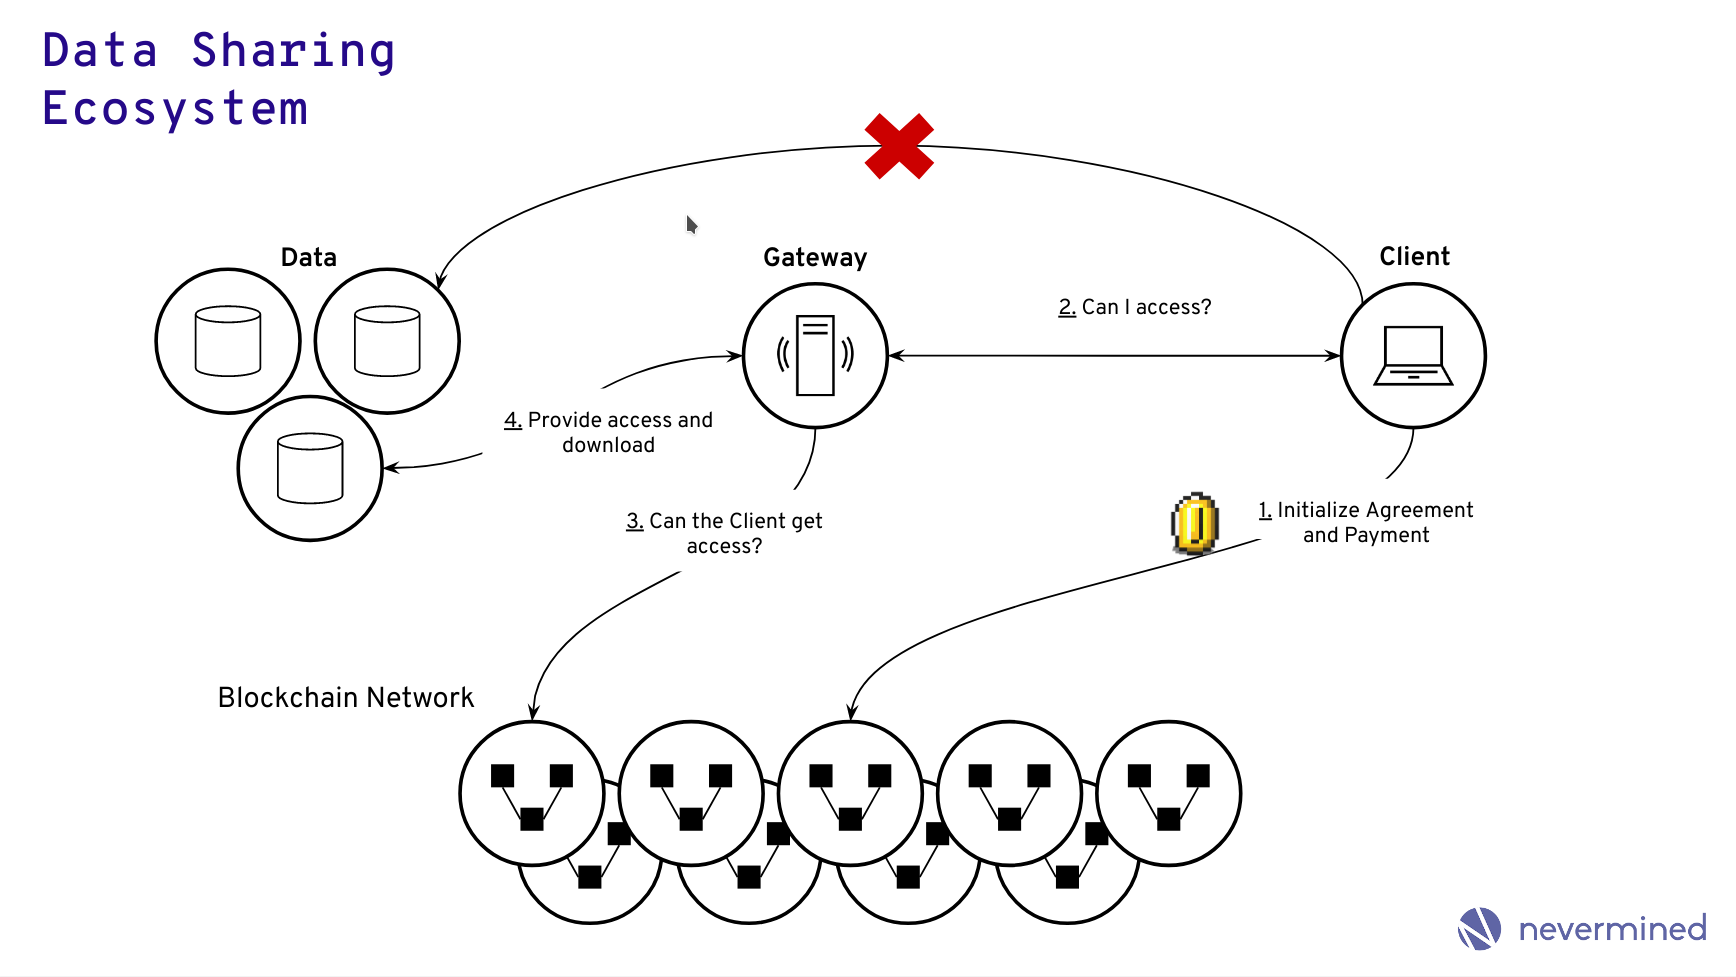 Data Sharing
Ecosystem
Data
Gateway
Client
2. Can I access?
4. Provide access and
download
3. Can the Client get
access?
1. Initialize Agreement
and Payment
Blockchain Network
nevermined